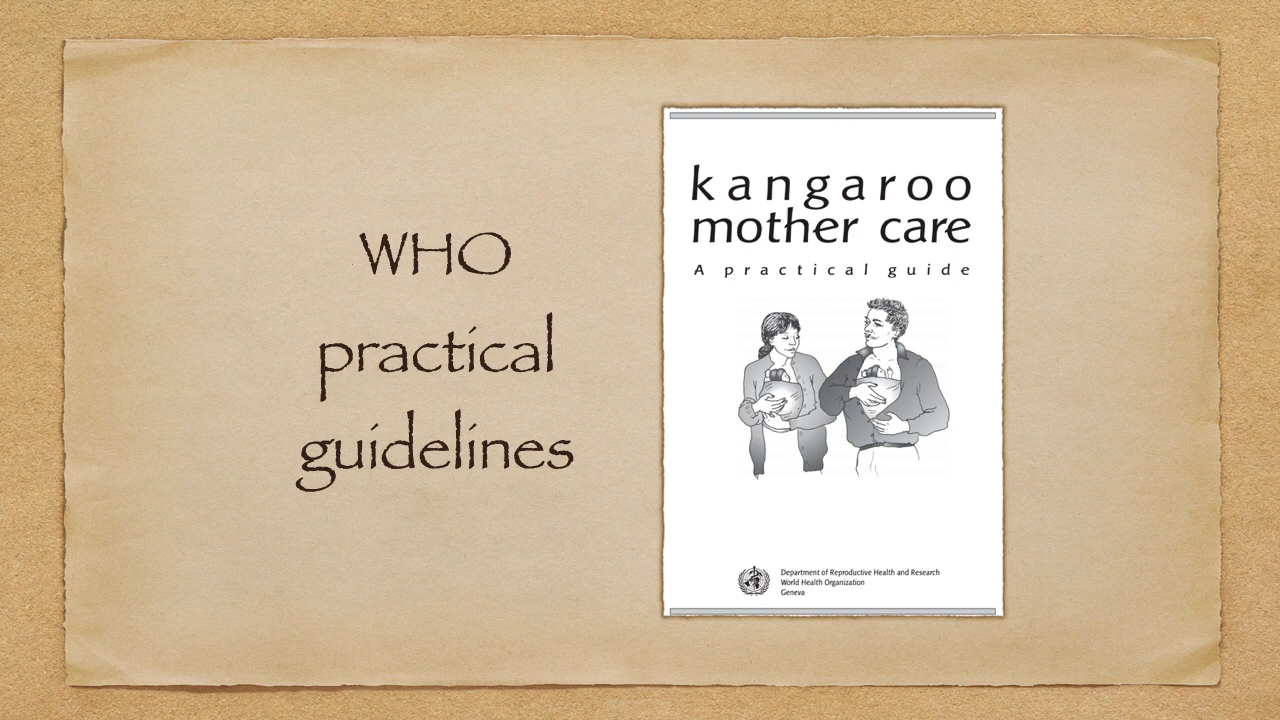 WHO
practical
guidelines
kangaroo
mother care
A practical guide
Department of Reproductive Health and Research
World Health Organization
Geneva